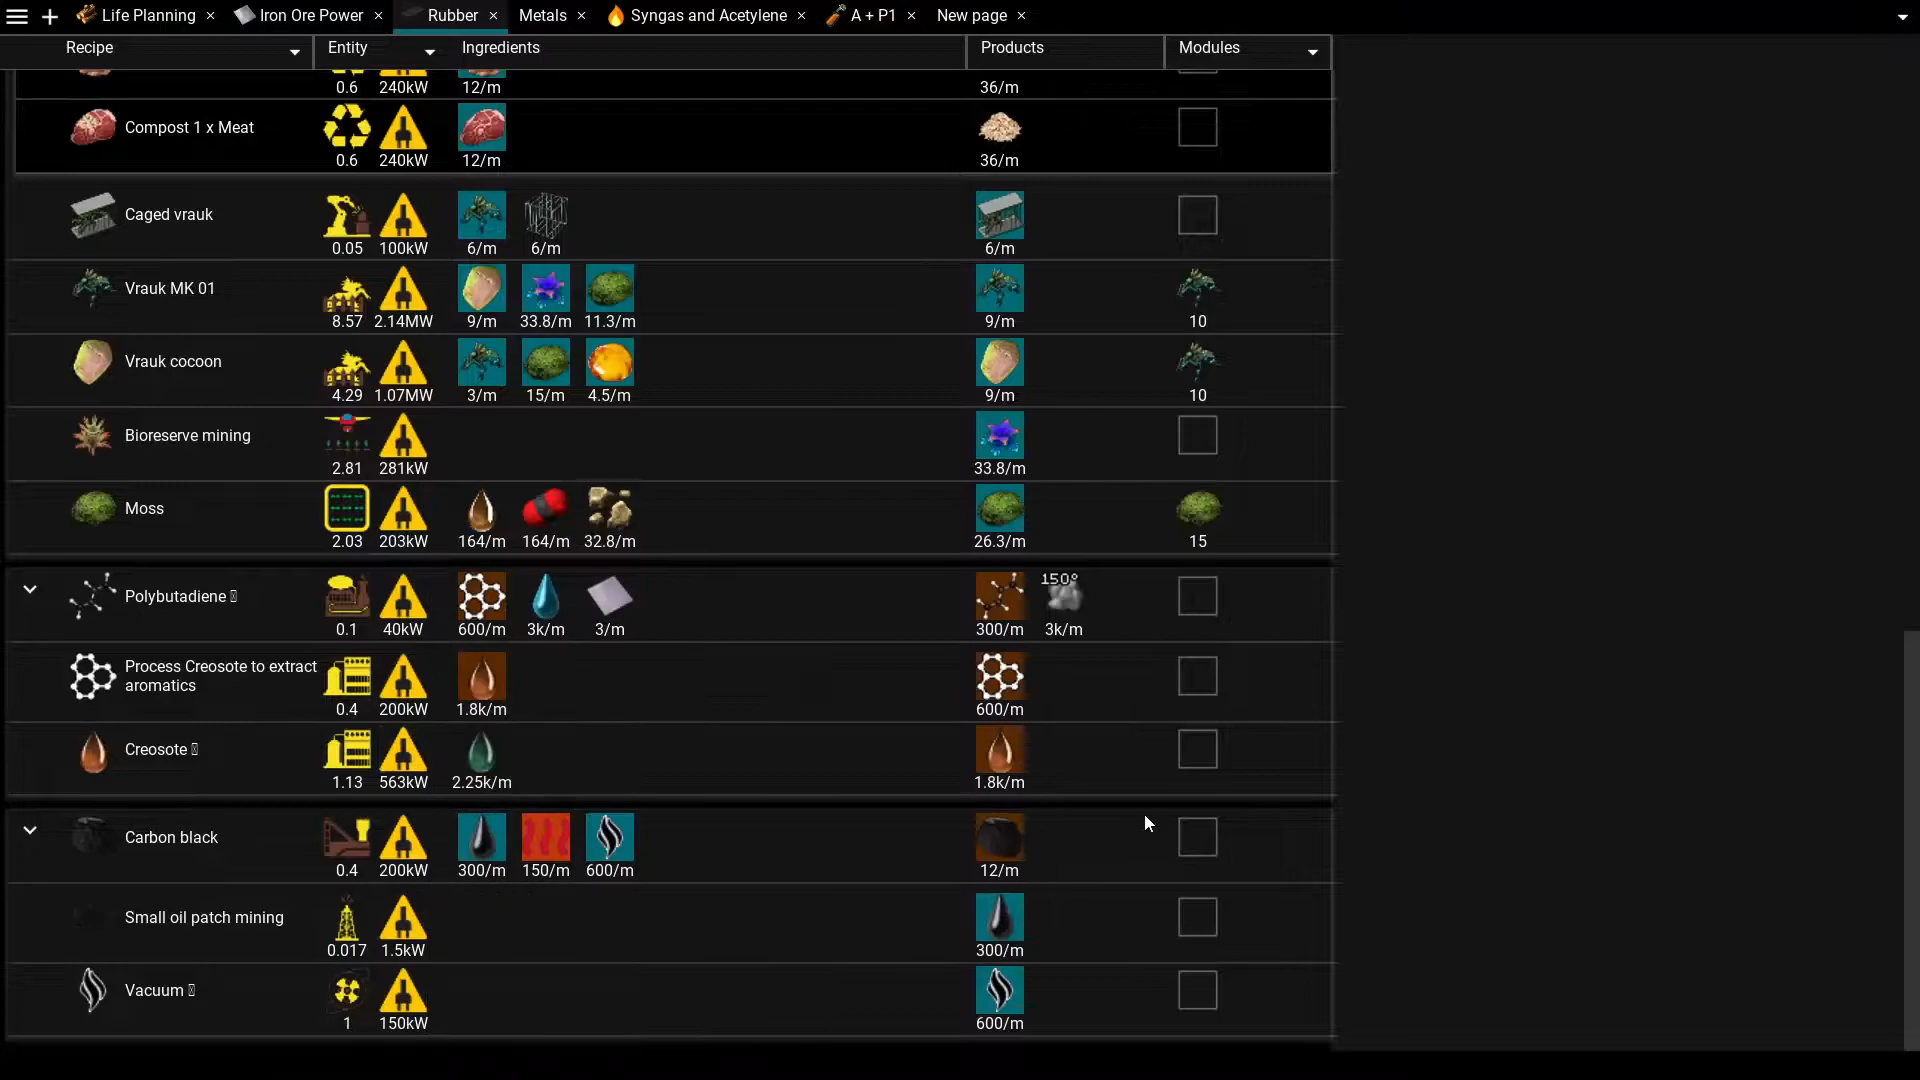 Life Planning × Iron Ore Power × Rubber × Metals × Syngas and Acetylene × A + P1 × New page ×
Recipe Entity Ingredients Products Modules
0.6 240kW 12/m 36/m
Compost 1 x Meat
0.6 240kW 12/m 36/m
Caged vrauk
0.05 100kW 6/m 6/m 6/m
Vrauk MK 01
8.57 2.14MW 9/m 33.8/m 11.3/m 9/m 10
Vrauk cocoon
4.29 1.07MW 3/m 15/m 4.5/m 9/m 10
Bioreserve mining
2.81 281kW 33.8/m
Moss
2.03 203kW 164/m 164/m 32.8/m 26.3/m 15
150°
Polybutadiene
0.1 40kW 600/m 3k/m 3/m 300/m 3k/m
Process Creosote to extract
aromatics
0.4 200kW 1.8k/m 600/m
Creosote
1.13 563kW 2.25k/m 1.8k/m
Carbon black
0.4 200kW 300/m 150/m 600/m 12/m
Small oil patch mining
0.017 1.5kW 300/m
Vacuum
1 150kW 600/m